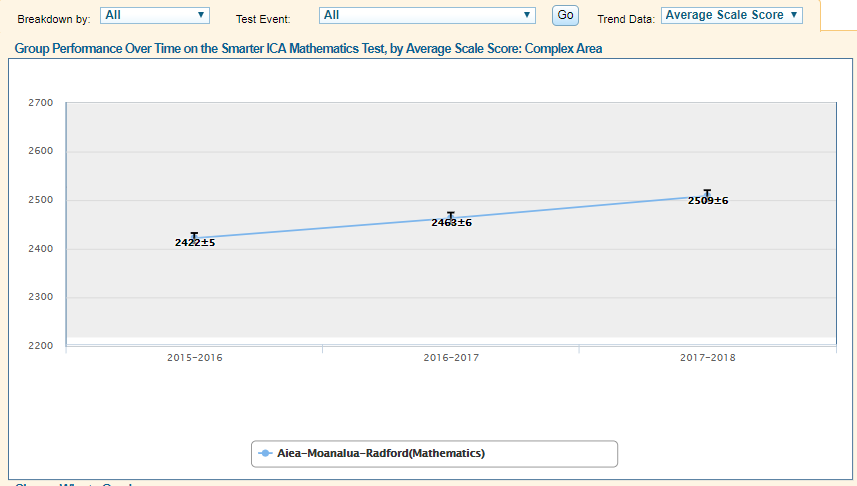 Breakdown by: All Test Event: All Go Trend Data: Average Scale Score
Group Performance Over Time on the Smarter ICA Mathematics Test, by Average Scale Score: Complex Area
2700
2600
2500
2509±6
2463±6
2422±5
2400
2300
2200
2015-2016 2016-2017 2017-2018
Aiea-Moanalua-Radford(Mathematics)